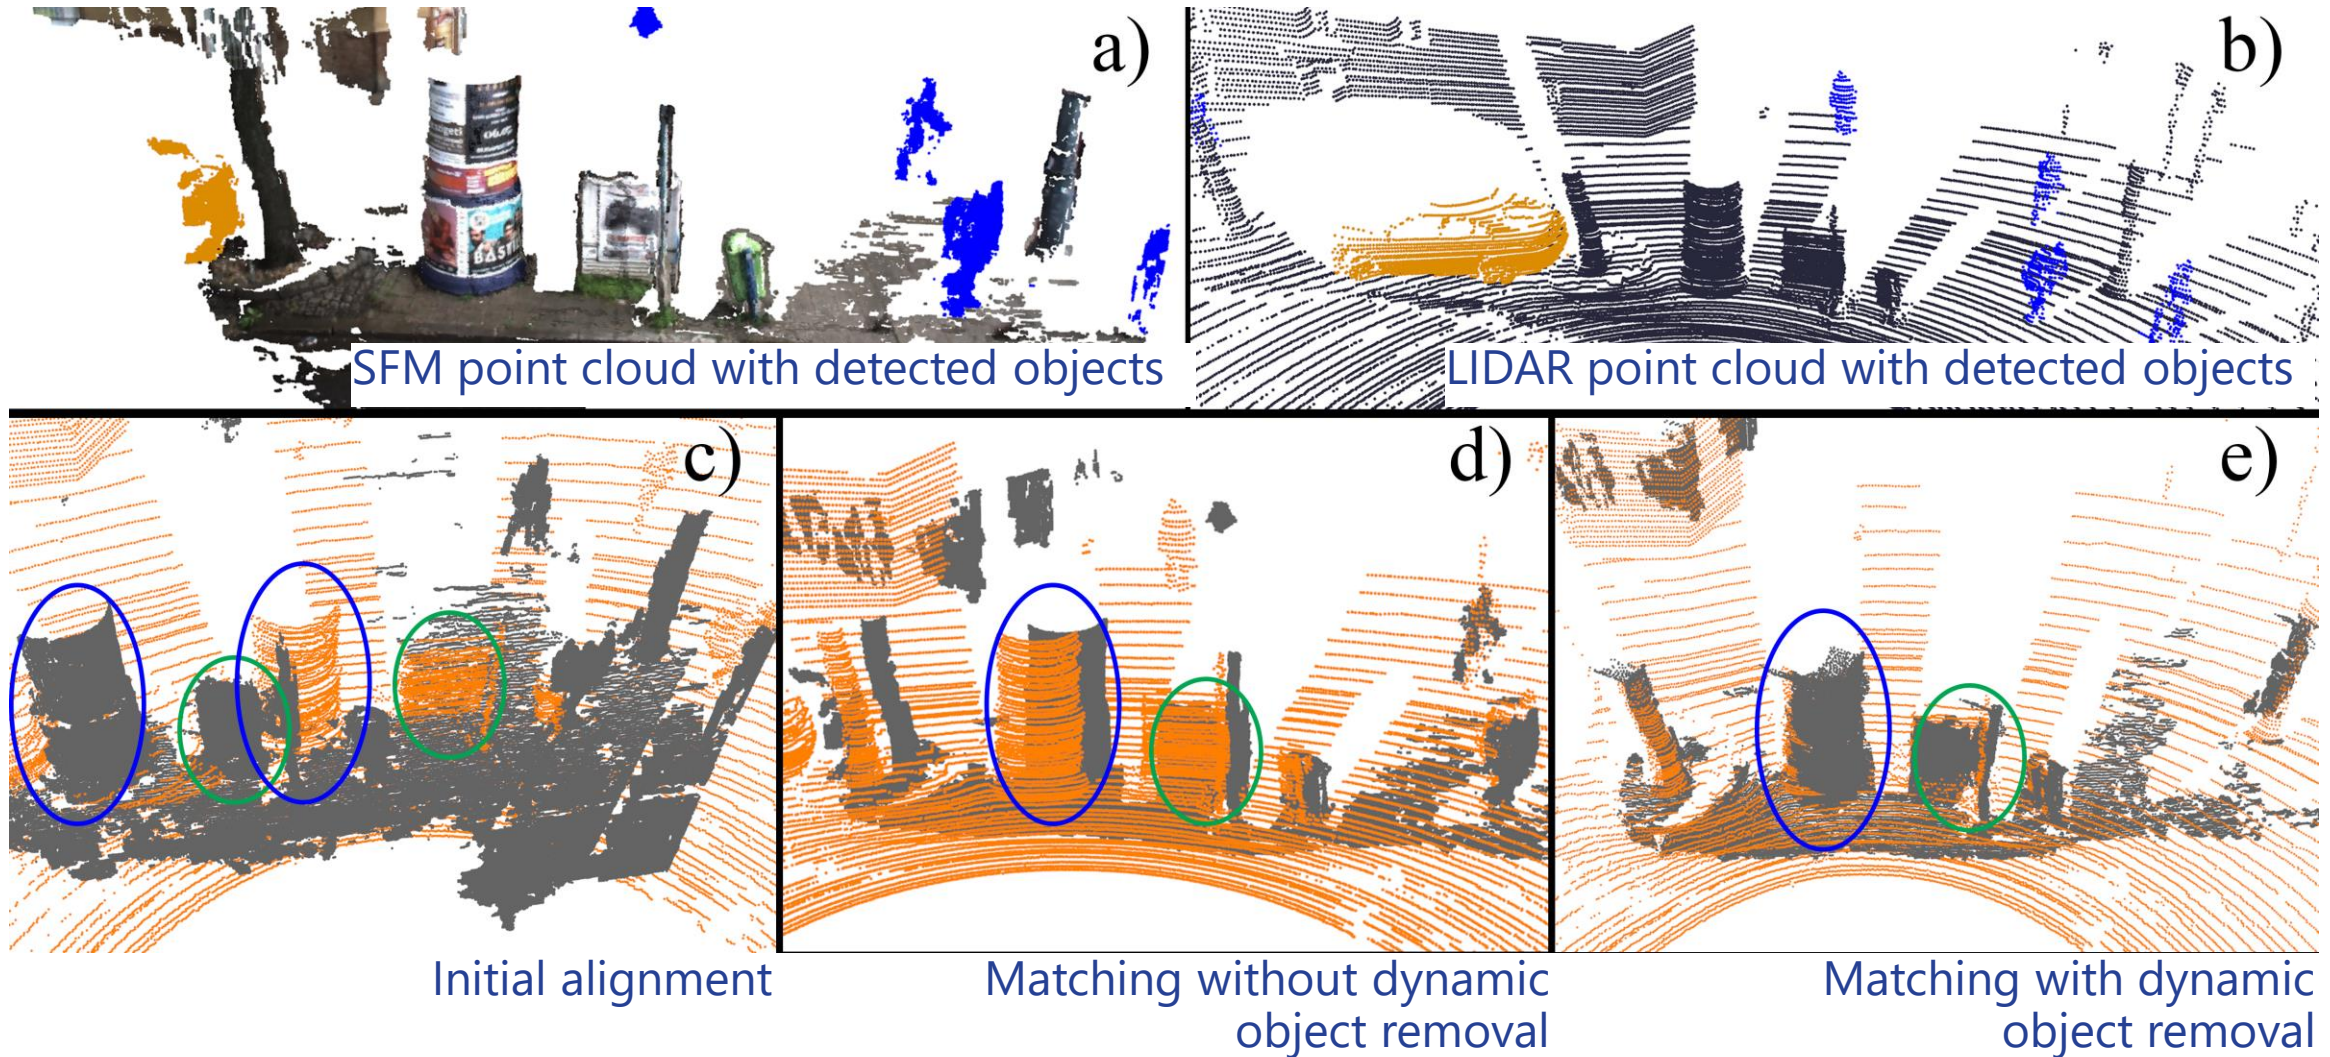 a)
b)
SFM point cloud with detected objects
LIDAR point cloud with detected objects
c)
d)
e)
Initial alignment
Matching without dynamic
object removal
Matching with dynamic
object removal